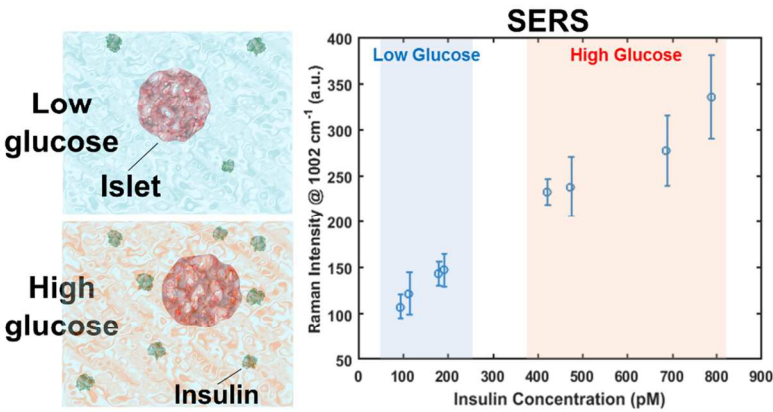 Low
glucose
Islet
High
glucose
Insulin
SERS
Low Glucose
High Glucose
Raman Intensity @ 1002 cm⁻¹ (a.u.)
400
350
300
250
200
150
100
50
0 100 200 300 400 500 600 700 800 900
Insulin Concentration (pM)